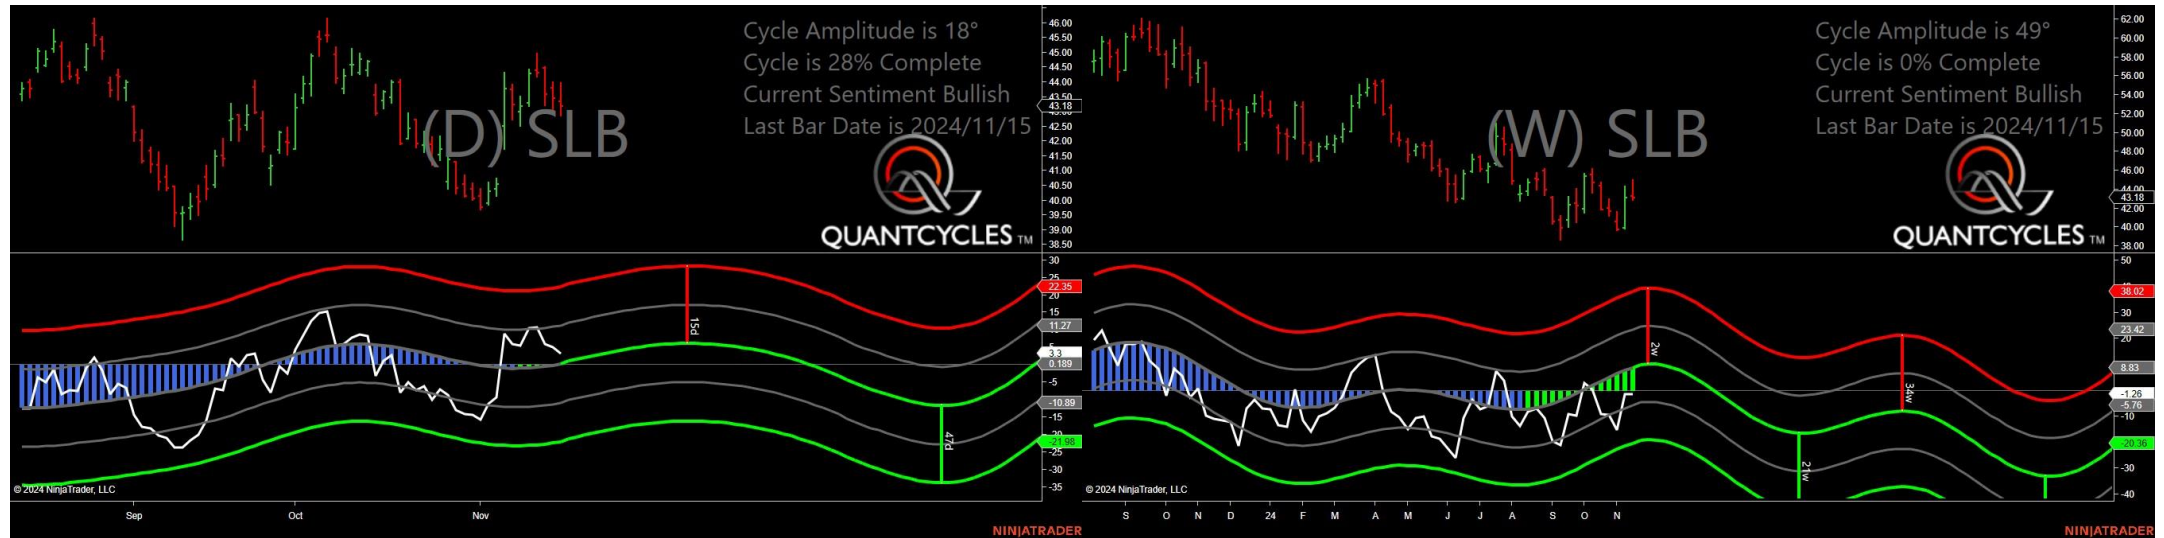 Cycle Amplitude is 18°
Cycle is 28% Complete
Current Sentiment Bullish
Last Bar Date is 2024/11/15
(D) SLB
QUANTCYCLES TM
46.00
45.50
45.00
44.50
44.00
43.50
43.18
42.50
42.00
41.50
41.00
40.50
40.00
39.50
39.00
38.50
30
25
22.35
20
15
11.27
3.3
0.189
-5
-10.89
-15
-21.98
-25
-30
-35
15d
47d
© 2024 NinjaTrader, LLC
Sep
Oct
Nov
NINJATRADER
Cycle Amplitude is 49°
Cycle is 0% Complete
Current Sentiment Bullish
Last Bar Date is 2024/11/15
(W) SLB
QUANTCYCLES TM
62.00
60.00
58.00
56.00
54.00
52.00
50.00
48.00
46.00
44.00
43.18
42.00
40.00
38.00
50
38.02
30
23.42
20
8.83
-1.26
-5.76
-10
-20.36
-30
-40
2w
34w
21w
© 2024 NinjaTrader, LLC
S O N D 24 F M A M J J A S O N
NINJATRADER